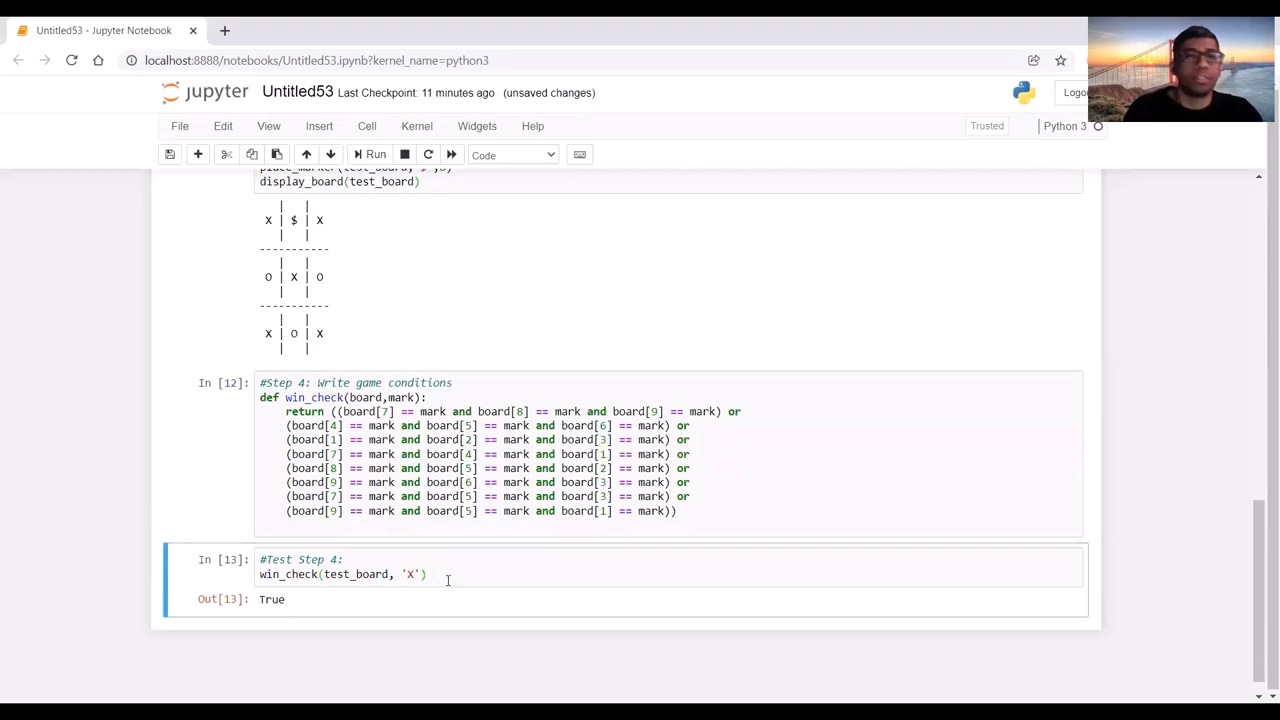 Untitled53 - Jupyter Notebook
localhost:8888/notebooks/Untitled53.ipynb?kernel_name=python3
jupyter Untitled53 Last Checkpoint: 11 minutes ago (unsaved changes)
File Edit View Insert Cell Kernel Widgets Help Trusted Python 3
Run Code
display_board(test_board)
| |
X | $ | X
| |
-----------
| |
O | X | O
| |
-----------
| |
X | O | X
| |
In [12]: #Step 4: Write game conditions
def win_check(board,mark):
return ((board[7] == mark and board[8] == mark and board[9] == mark) or
(board[4] == mark and board[5] == mark and board[6] == mark) or
(board[1] == mark and board[2] == mark and board[3] == mark) or
(board[7] == mark and board[4] == mark and board[1] == mark) or
(board[8] == mark and board[5] == mark and board[2] == mark) or
(board[9] == mark and board[6] == mark and board[3] == mark) or
(board[7] == mark and board[5] == mark and board[3] == mark) or
(board[9] == mark and board[5] == mark and board[1] == mark))
In [13]: #Test Step 4:
win_check(test_board, 'X')
Out[13]: True